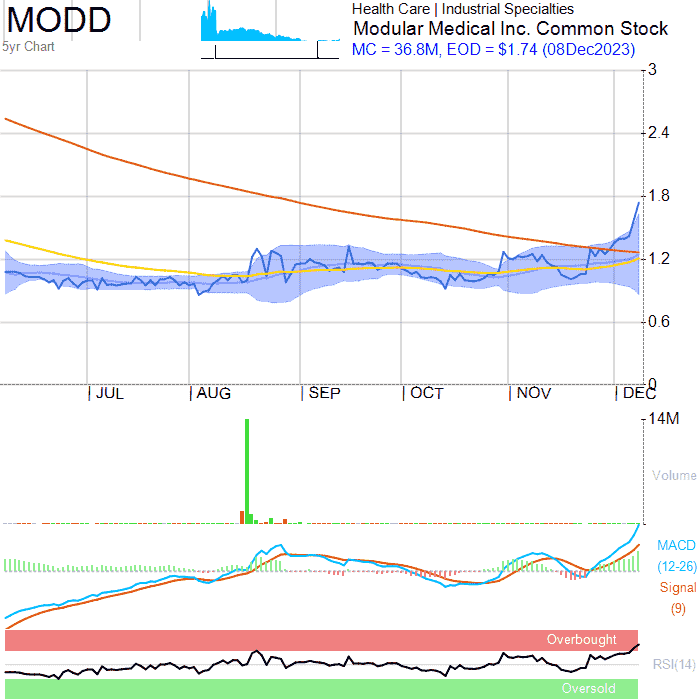 MODD
5yr Chart
Health Care | Industrial Specialties
Modular Medical Inc. Common Stock
MC = 36.8M, EOD = $1.74 (08Dec2023)
3
2.4
1.8
1.2
0.6
0
JUL
AUG
SEP
OCT
NOV
DEC
14M
Volume
MACD
(12-26)
Signal
(9)
Overbought
RSI(14)
Oversold